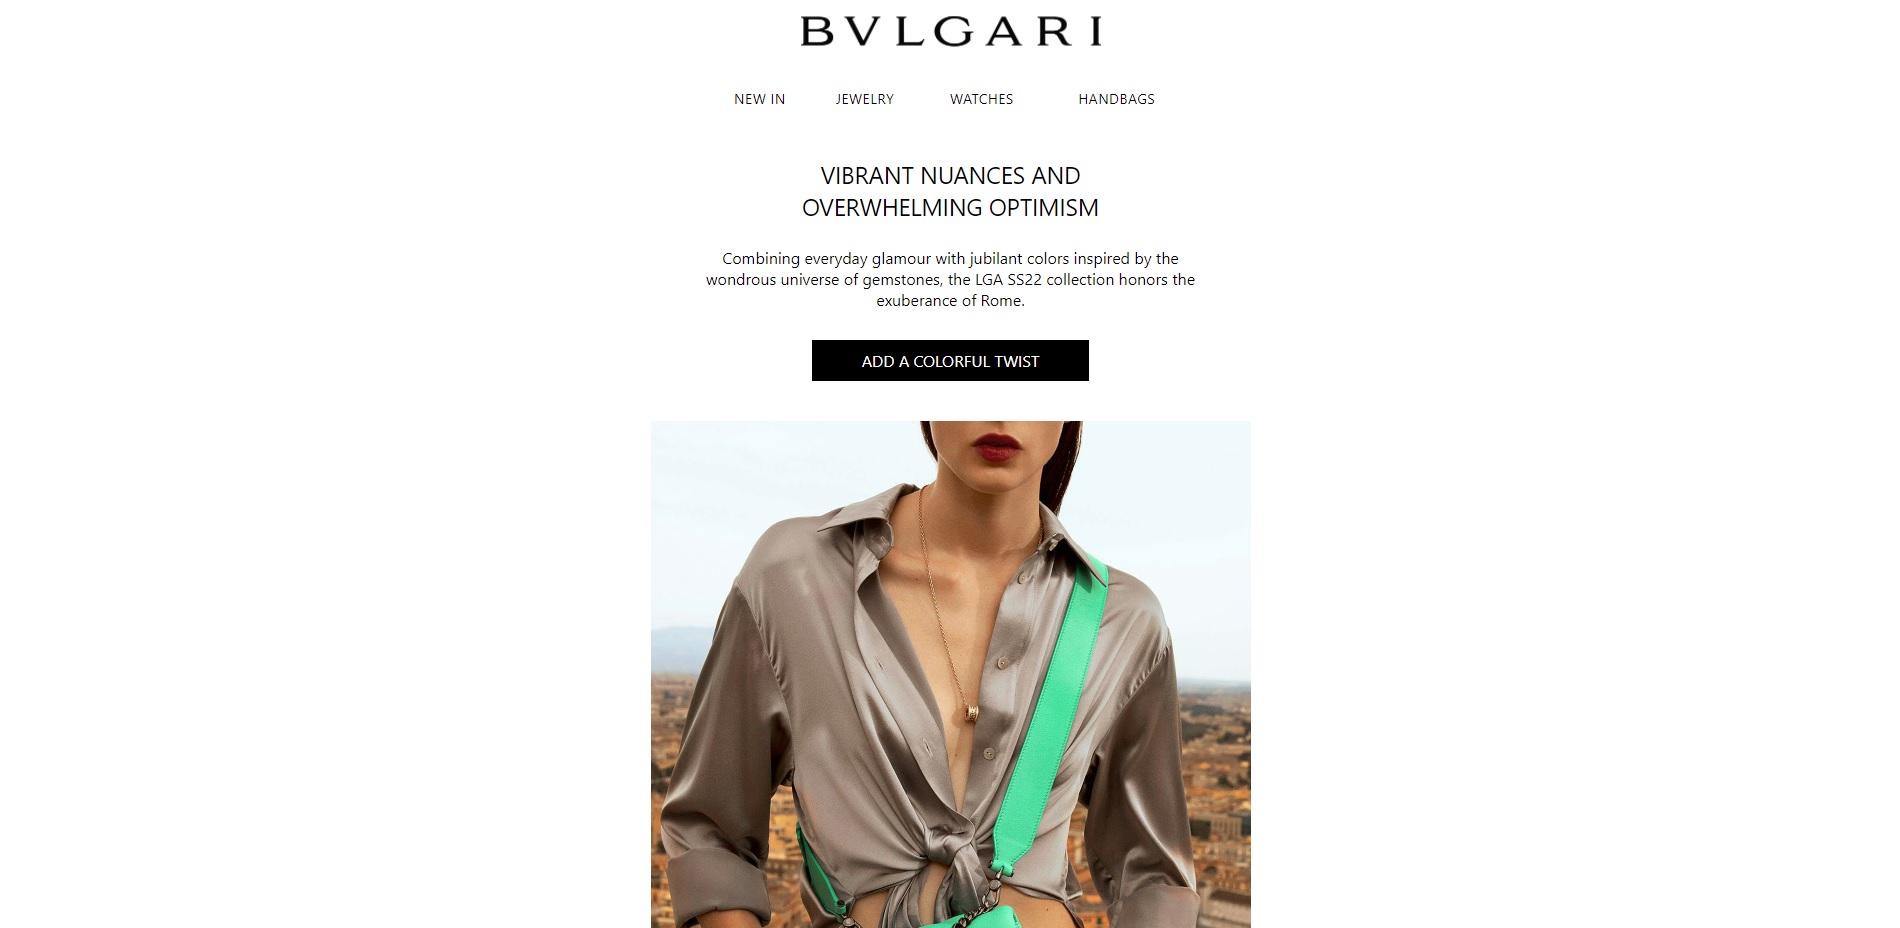 BVLGARI
NEW IN JEWELRY WATCHES HANDBAGS
VIBRANT NUANCES AND
OVERWHELMING OPTIMISM
Combining everyday glamour with jubilant colors inspired by the
wondrous universe of gemstones, the LGA SS22 collection honors the
exuberance of Rome.
ADD A COLORFUL TWIST